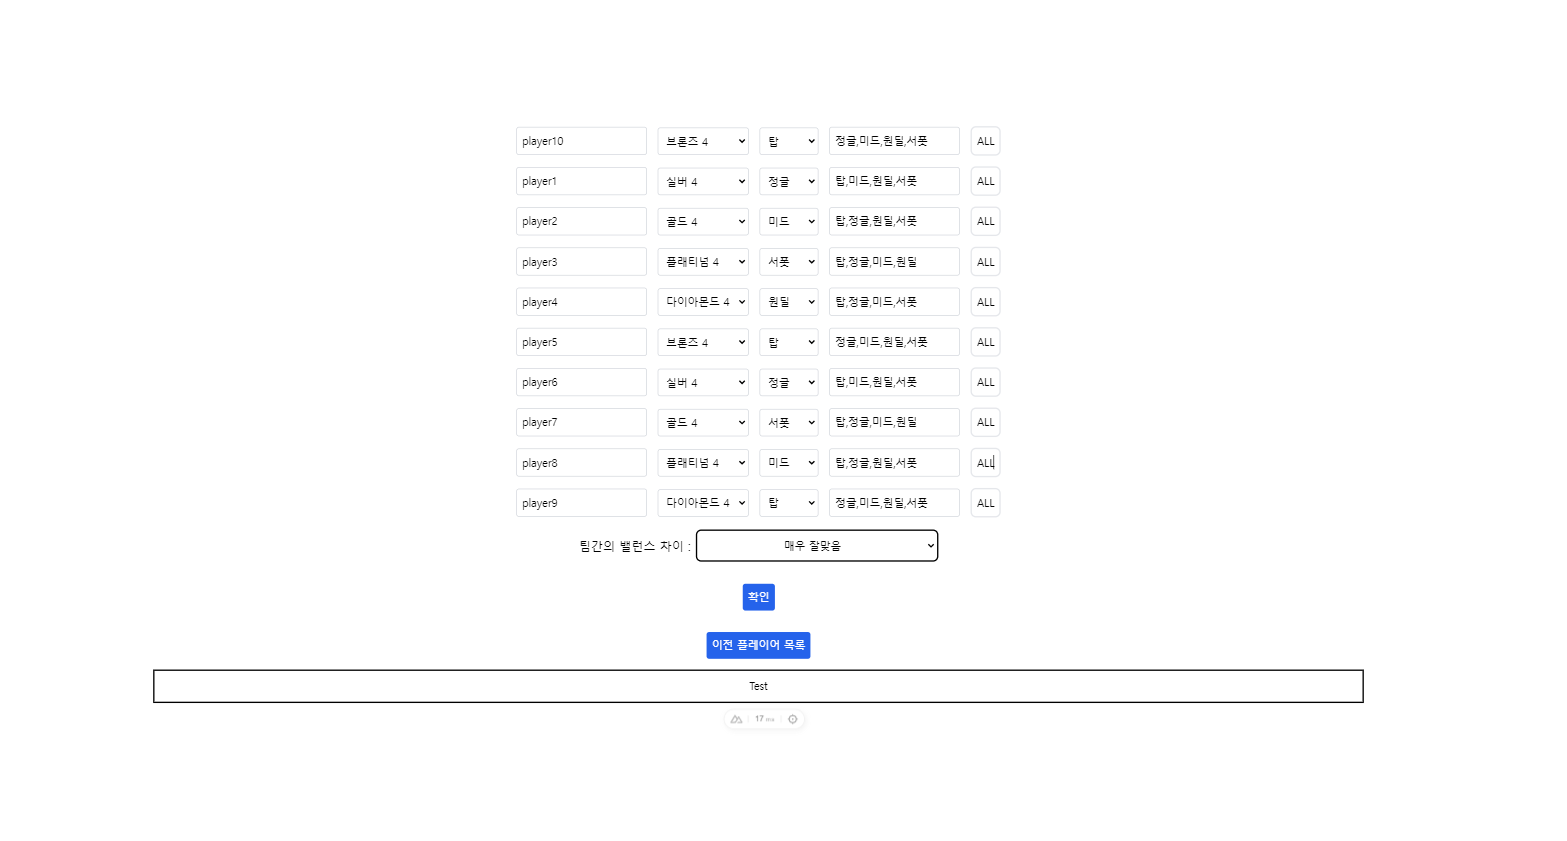 player10 브론즈 4 탑 정글,미드,원딜,서폿 ALL
player1 실버 4 정글 탑,미드,원딜,서폿 ALL
player2 골드 4 미드 탑,정글,원딜,서폿 ALL
player3 플래티넘 4 서폿 탑,정글,미드,원딜 ALL
player4 다이아몬드 4 원딜 탑,정글,미드,서폿 ALL
player5 브론즈 4 탑 정글,미드,원딜,서폿 ALL
player6 실버 4 정글 탑,미드,원딜,서폿 ALL
player7 골드 4 서폿 탑,정글,미드,원딜 ALL
player8 플래티넘 4 미드 탑,정글,원딜,서폿 ALL
player9 다이아몬드 4 탑 정글,미드,원딜,서폿 ALL
팀간의 밸런스 차이 : 매우 잘맞음
확인
이전 플레이어 목록
Test
17 ms